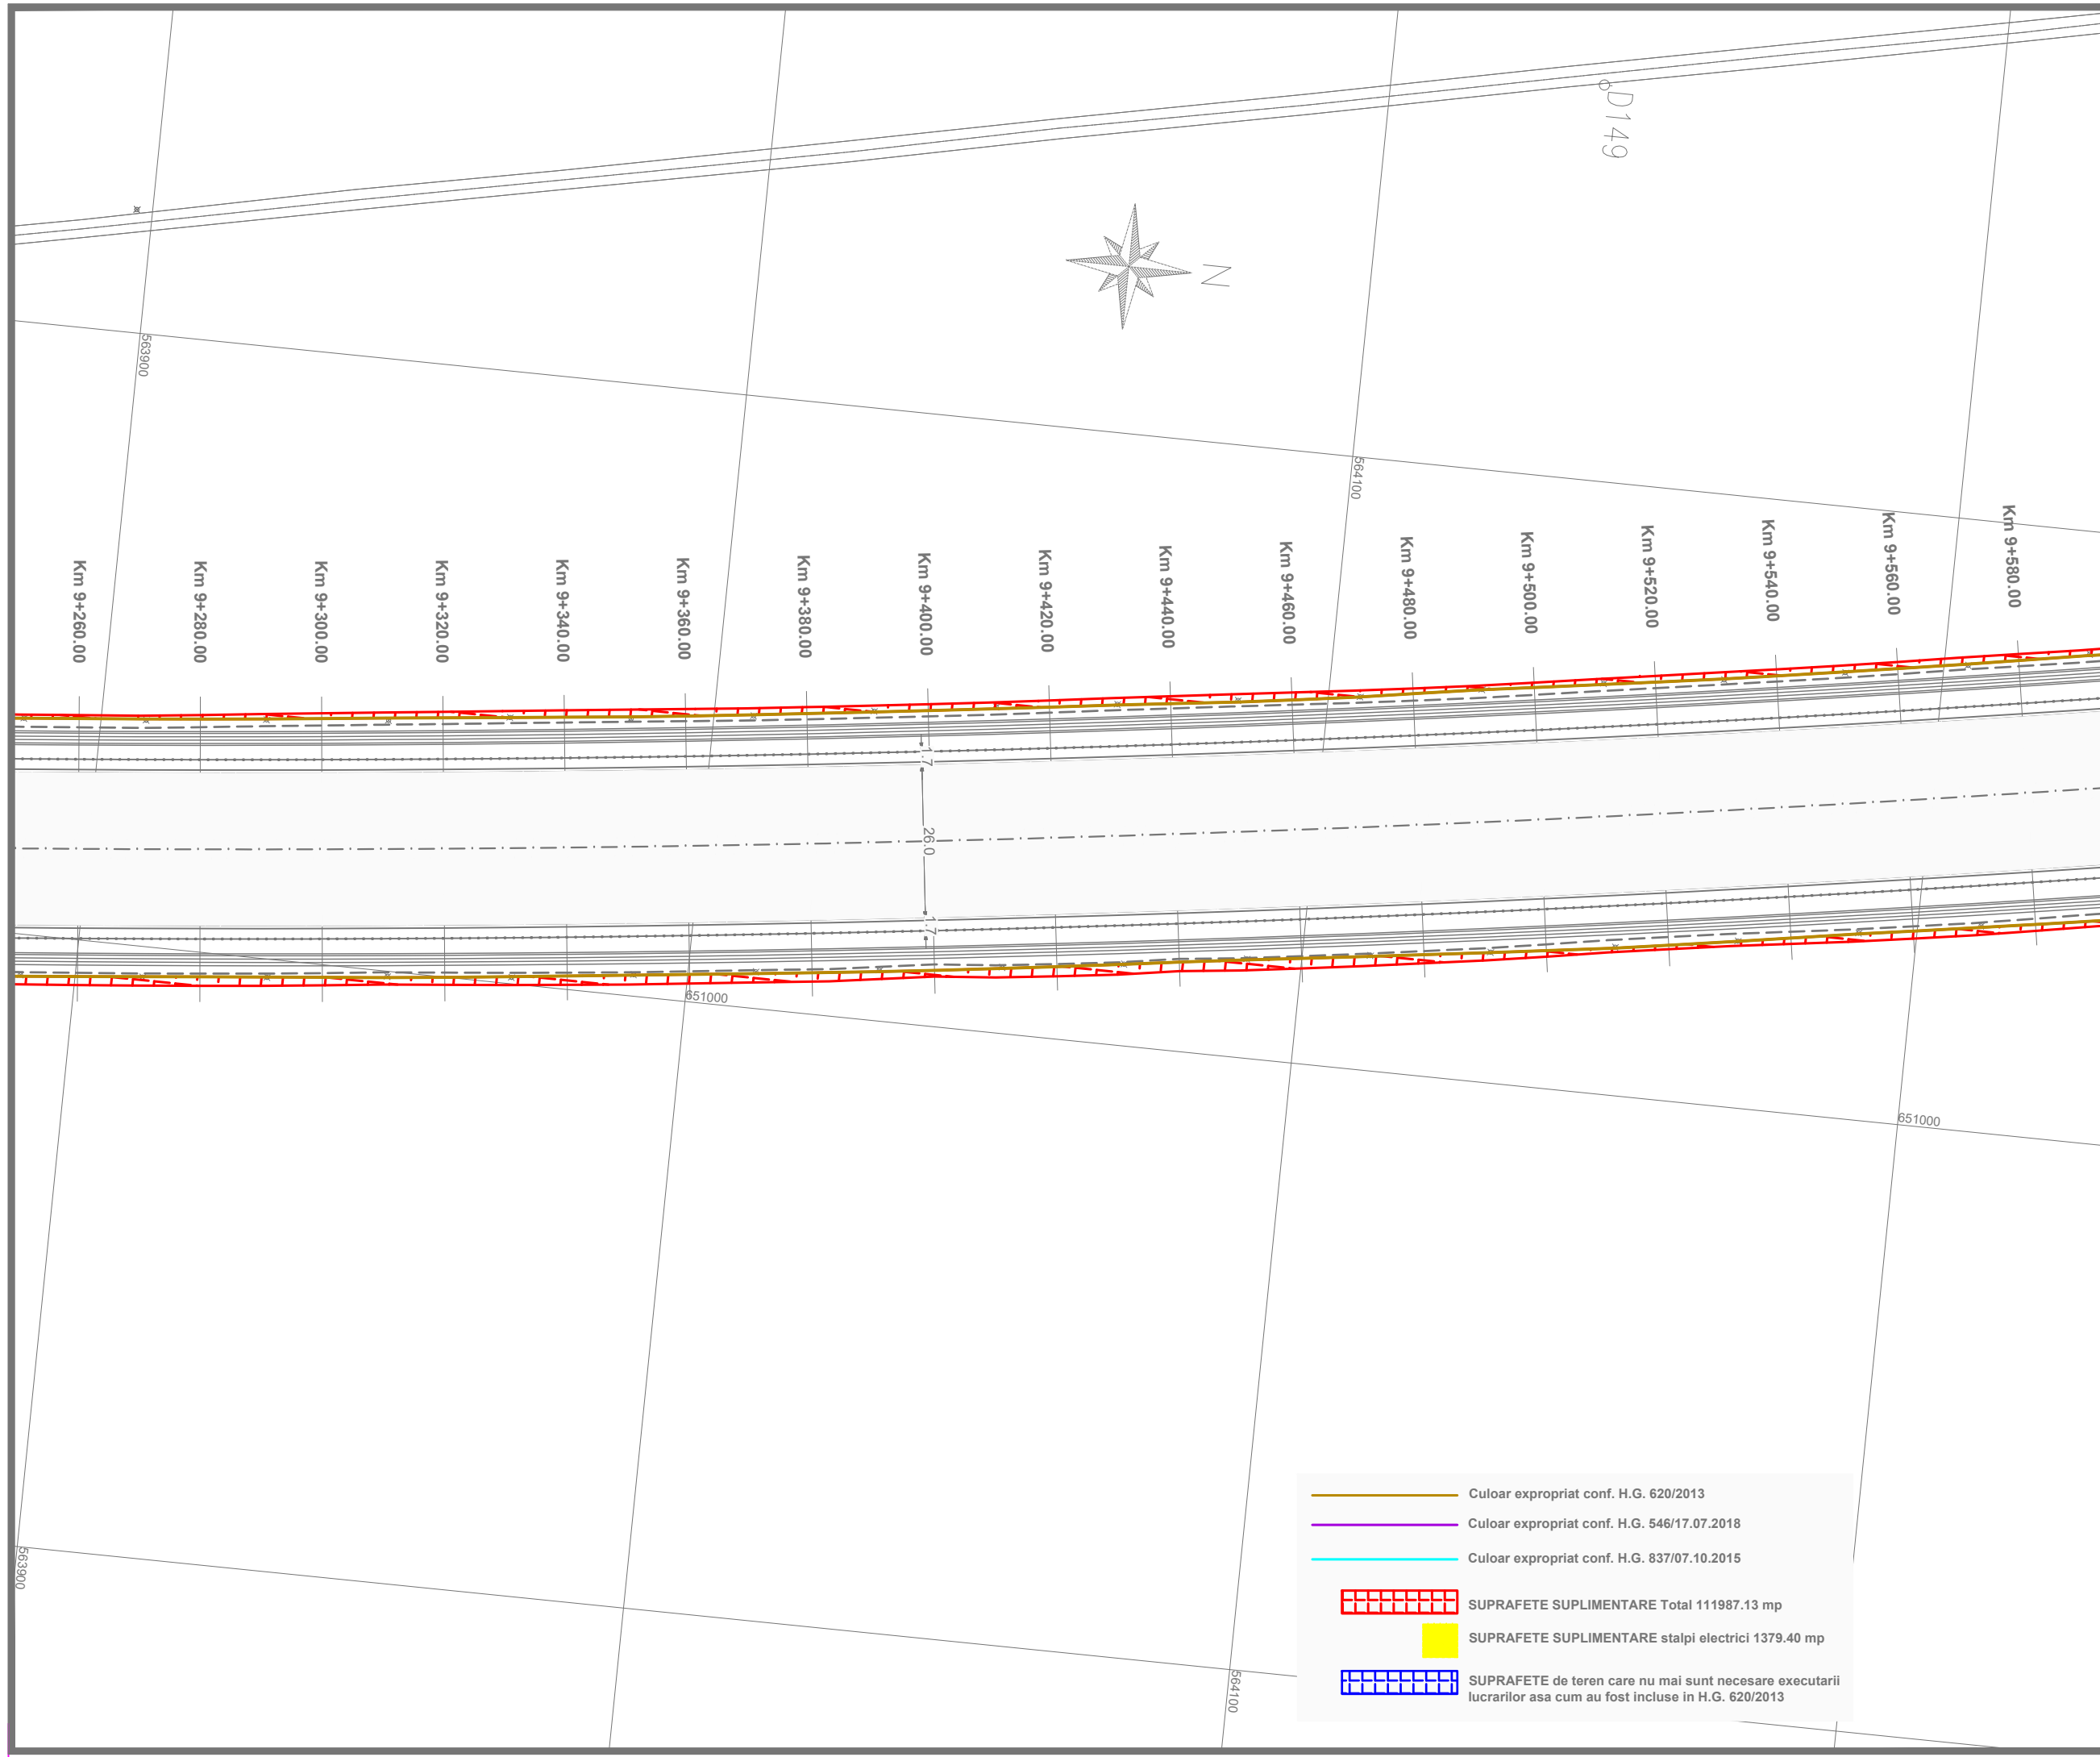 D149
N
563900
564100
Km 9+260.00
Km 9+280.00
Km 9+300.00
Km 9+320.00
Km 9+340.00
Km 9+360.00
Km 9+380.00
Km 9+400.00
Km 9+420.00
Km 9+440.00
Km 9+460.00
Km 9+480.00
Km 9+500.00
Km 9+520.00
Km 9+540.00
Km 9+560.00
Km 9+580.00
1.7
26.0
1.7
651000
651000
Culoar expropriat conf. H.G. 620/2013
Culoar expropriat conf. H.G. 546/17.07.2018
Culoar expropriat conf. H.G. 837/07.10.2015
SUPRAFETE SUPLIMENTARE Total 111987.13 mp
SUPRAFETE SUPLIMENTARE stalpi electrici 1379.40 mp
SUPRAFETE de teren care nu mai sunt necesare executarii
lucrarilor asa cum au fost incluse in H.G. 620/2013
563900
564100